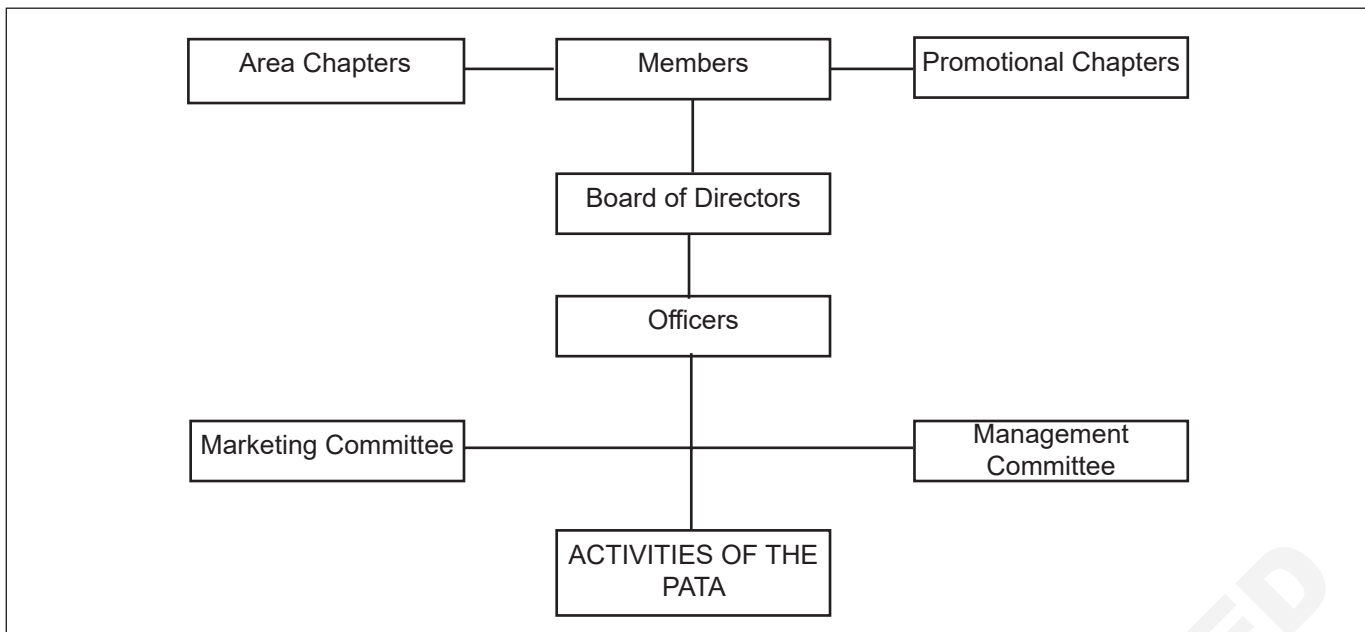 Area Chapters
Members
Promotional Chapters
Board of Directors
Officers
Marketing Committee
Management
Committee
ACTIVITIES OF THE
PATA